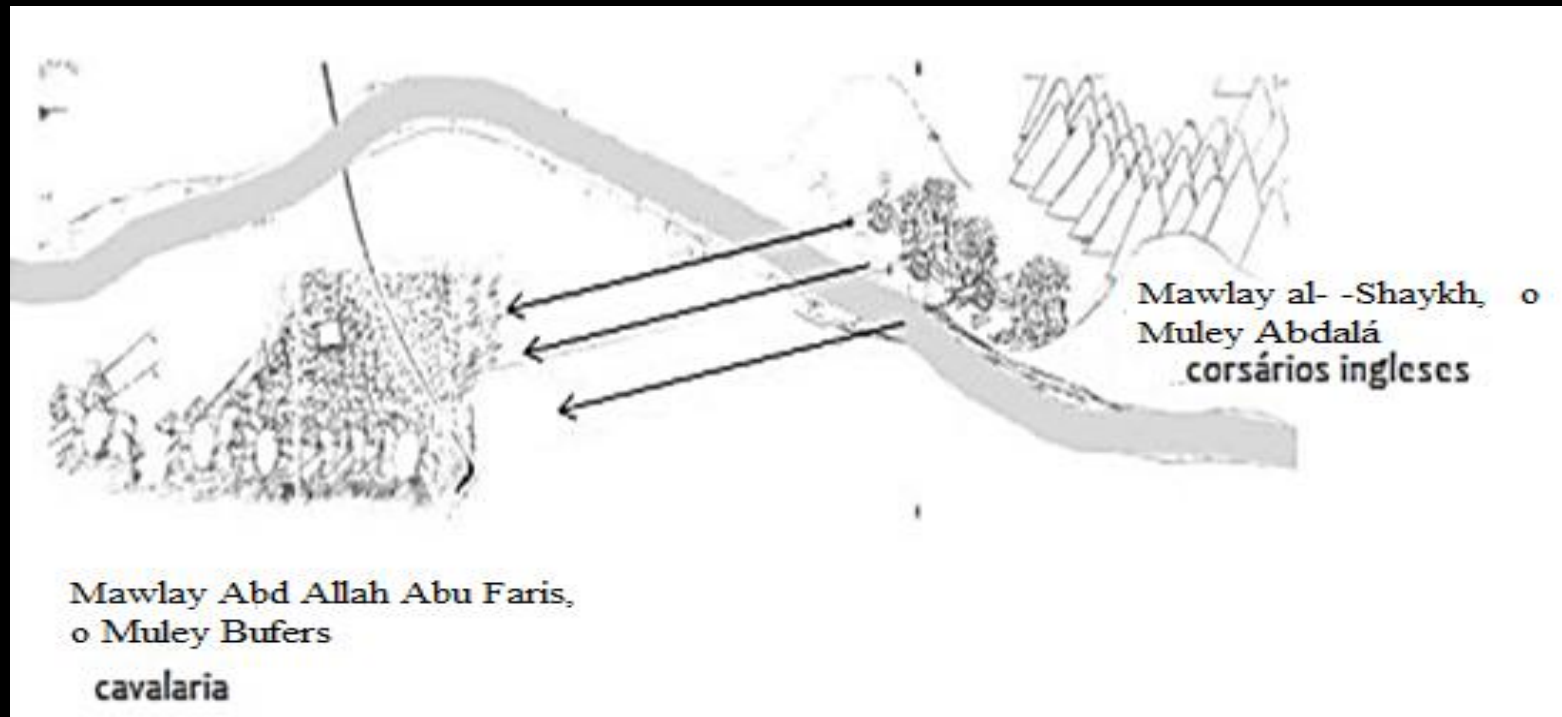 Mawlay al- -Shaykh, o
Muley Abdalá
corsários ingleses
Mawlay Abd Allah Abu Faris,
o Muley Bufers
cavalaria